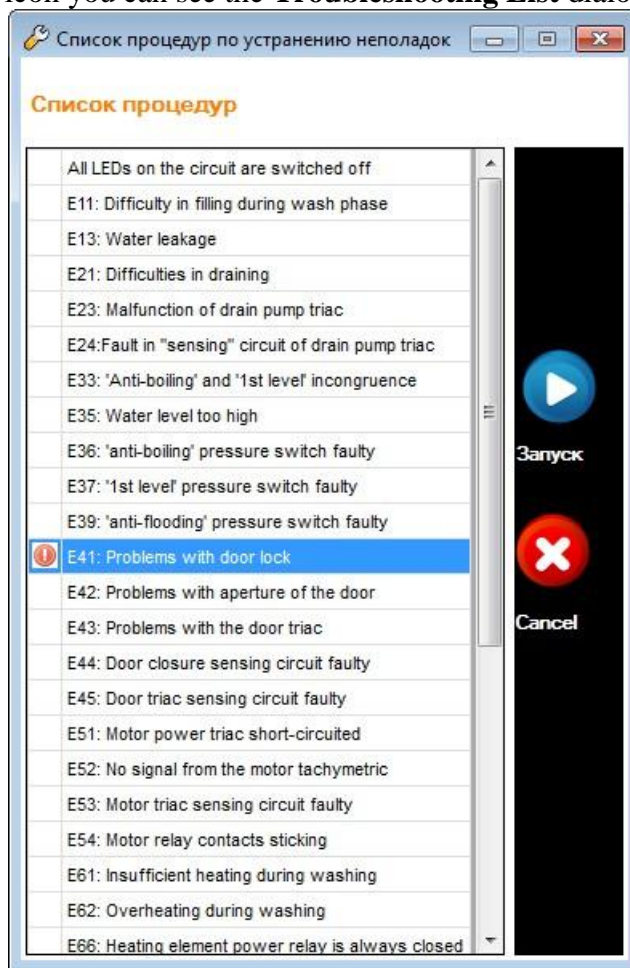 icon you can see the Troubleshooting List dialo
Список процедур по устранению неполадок
Список процедур
All LEDs on the circuit are switched off
E11: Difficulty in filling during wash phase
E13: Water leakage
E21: Difficulties in draining
E23: Malfunction of drain pump triac
E24:Fault in "sensing" circuit of drain pump triac
E33: 'Anti-boiling' and '1st level' incongruence
E35: Water level too high
E36: 'anti-boiling' pressure switch faulty
E37: '1st level' pressure switch faulty
E39: 'anti-flooding' pressure switch faulty
E41: Problems with door lock
E42: Problems with aperture of the door
E43: Problems with the door triac
E44: Door closure sensing circuit faulty
E45: Door triac sensing circuit faulty
E51: Motor power triac short-circuited
E52: No signal from the motor tachymetric
E53: Motor triac sensing circuit faulty
E54: Motor relay contacts sticking
E61: Insufficient heating during washing
E62: Overheating during washing
E66: Heating element power relay is always closed
Запуск
Cancel